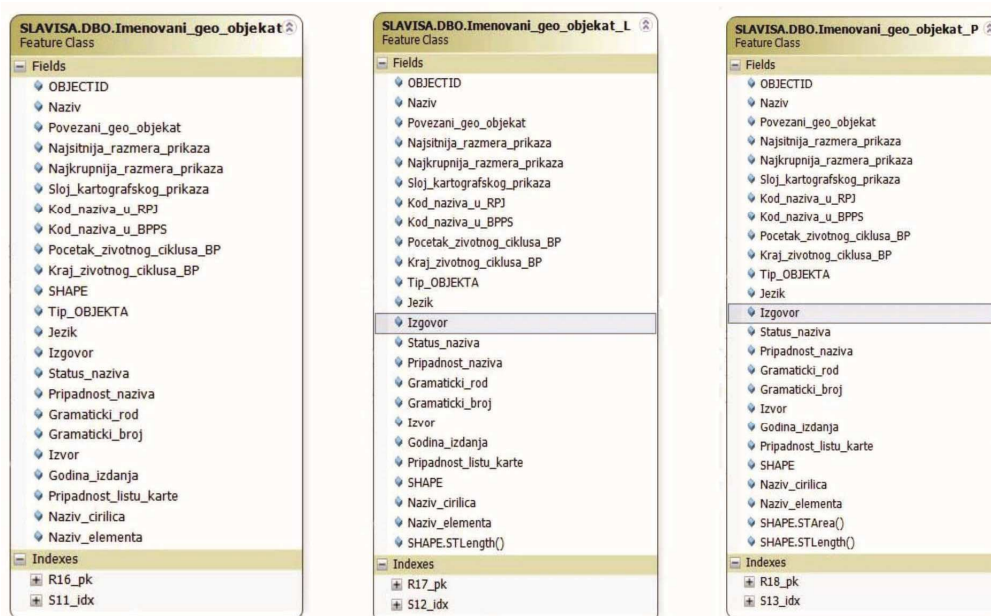 SLAVISA.DBO.Imenovani_geo_objekat
Feature Class
Fields
OBJECTID
Naziv
Povezani_geo_objekat
Najsitnija_razmera_prikaza
Najkrupnija_razmera_prikaza
Sloj_kartografskog_prikaza
Kod_naziva_u_RPJ
Kod_naziva_u_BPPS
Pocetak_zivotnog_ciklusa_BP
Kraj_zivotnog_ciklusa_BP
SHAPE
Tip_OBJEKTA
Jezik
Izgovor
Status_naziva
Pripadnost_naziva
Gramaticki_rod
Gramaticki_broj
Izvor
Godina_izdanja
Pripadnost_listu_karte
Naziv_cirilica
Naziv_elementa
Indexes
R16_pk
S11_idx
SLAVISA.DBO.Imenovani_geo_objekat_L
Feature Class
Fields
OBJECTID
Naziv
Povezani_geo_objekat
Najsitnija_razmera_prikaza
Najkrupnija_razmera_prikaza
Sloj_kartografskog_prikaza
Kod_naziva_u_RPJ
Kod_naziva_u_BPPS
Pocetak_zivotnog_ciklusa_BP
Kraj_zivotnog_ciklusa_BP
Tip_OBJEKTA
Jezik
Izgovor
Status_naziva
Pripadnost_naziva
Gramaticki_rod
Gramaticki_broj
Izvor
Godina_izdanja
Pripadnost_listu_karte
SHAPE
Naziv_cirilica
Naziv_elementa
SHAPE.STLength()
Indexes
R17_pk
S12_idx
SLAVISA.DBO.Imenovani_geo_objekat_P
Feature Class
Fields
OBJECTID
Naziv
Povezani_geo_objekat
Najsitnija_razmera_prikaza
Najkrupnija_razmera_prikaza
Sloj_kartografskog_prikaza
Kod_naziva_u_RPJ
Kod_naziva_u_BPPS
Pocetak_zivotnog_ciklusa_BP
Kraj_zivotnog_ciklusa_BP
Tip_OBJEKTA
Jezik
Izgovor
Status_naziva
Pripadnost_naziva
Gramaticki_rod
Gramaticki_broj
Izvor
Godina_izdanja
Pripadnost_listu_karte
SHAPE
Naziv_cirilica
Naziv_elementa
SHAPE.STArea()
SHAPE.STLength()
Indexes
R18_pk
S13_idx